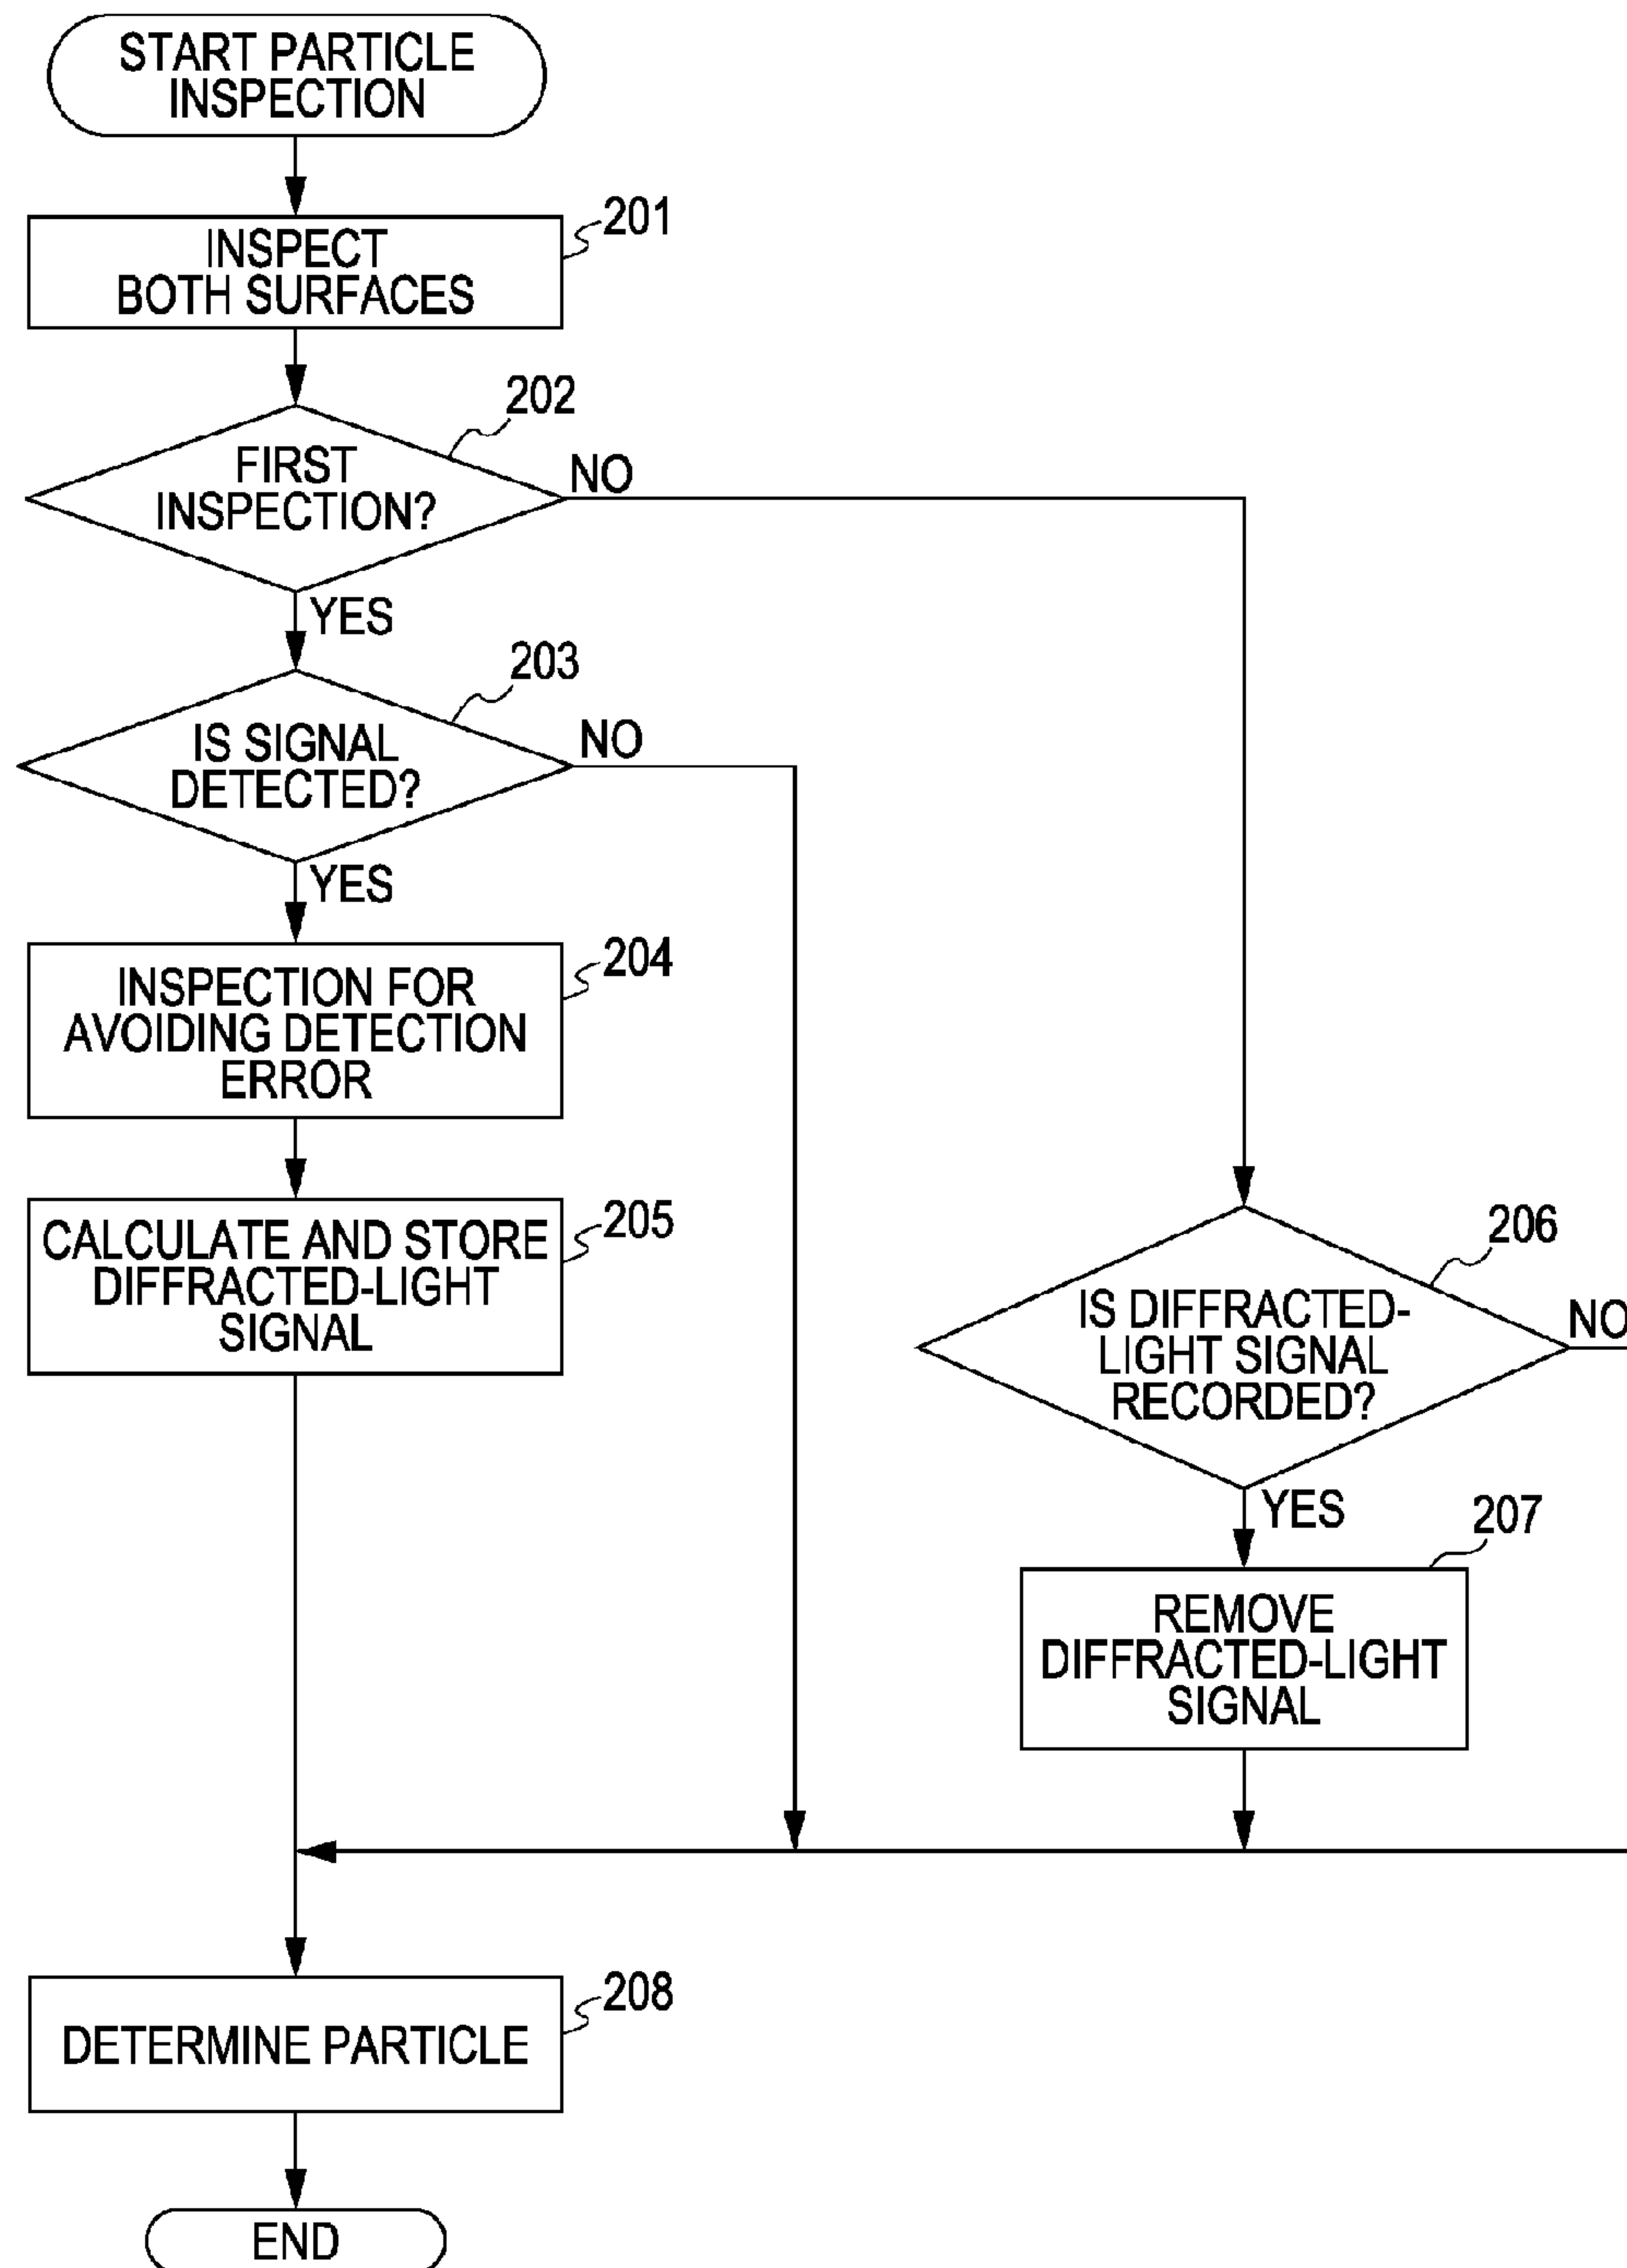 START PARTICLE
INSPECTION
201
INSPECT
BOTH SURFACES
202
FIRST
INSPECTION?
NO
YES
203
IS SIGNAL
DETECTED?
NO
YES
204
INSPECTION FOR
AVOIDING DETECTION
ERROR
205
CALCULATE AND STORE
DIFFRACTED-LIGHT
SIGNAL
206
IS DIFFRACTED-
LIGHT SIGNAL
RECORDED?
NO
YES
207
REMOVE
DIFFRACTED-LIGHT
SIGNAL
208
DETERMINE PARTICLE
END